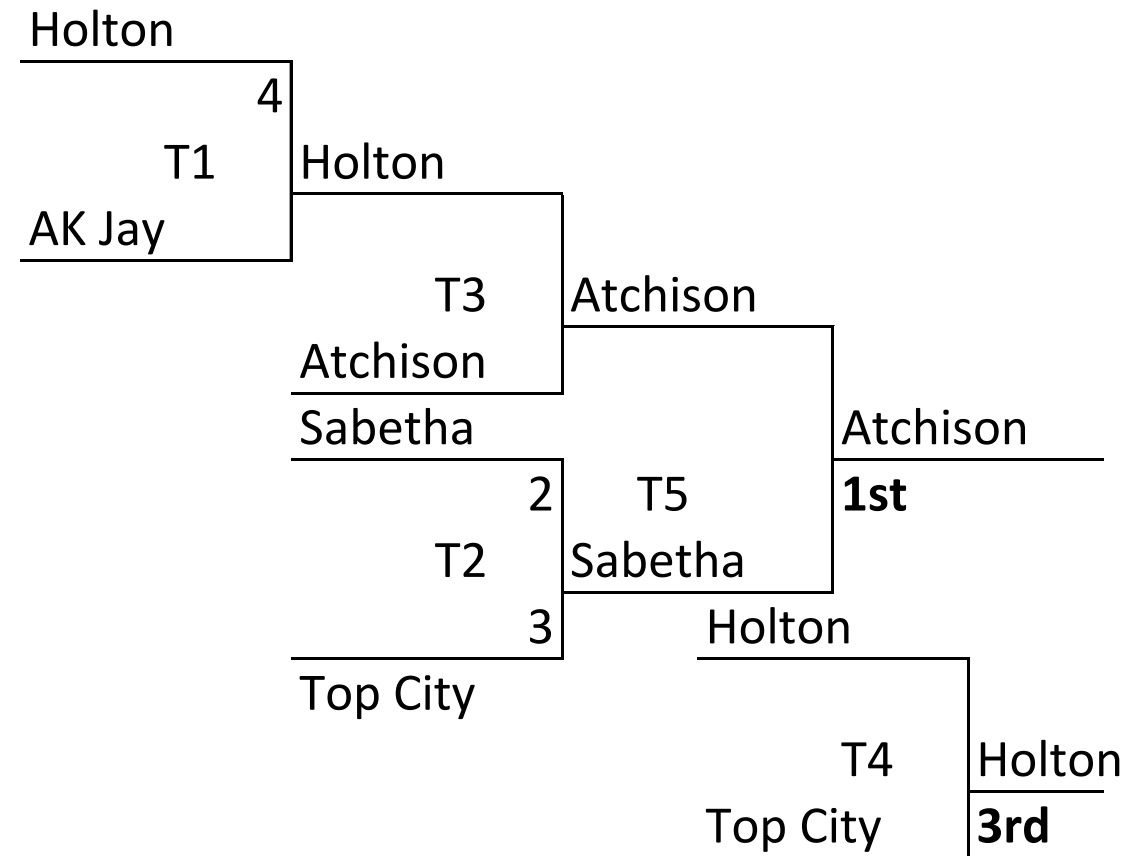 Holton
4
T1 Holton
AK Jay
T3 Atchison
Atchison
Sabetha Atchison
2 T5 1st
T2 Sabetha
3 Holton
Top City
T4 Holton
Top City 3rd